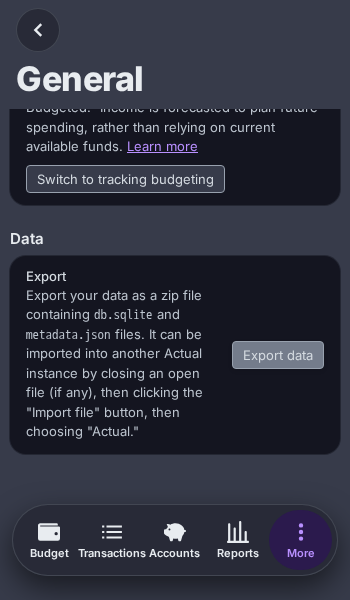 General
Budgeted." Income is forecasted to plan future
spending, rather than relying on current
available funds. Learn more
Switch to tracking budgeting
Data
Export
Export your data as a zip file
containing db.sqlite and
metadata.json files. It can be
imported into another Actual
instance by closing an open
file (if any), then clicking the
"Import file" button, then
choosing "Actual."
Export data
Budget Transactions Accounts Reports More